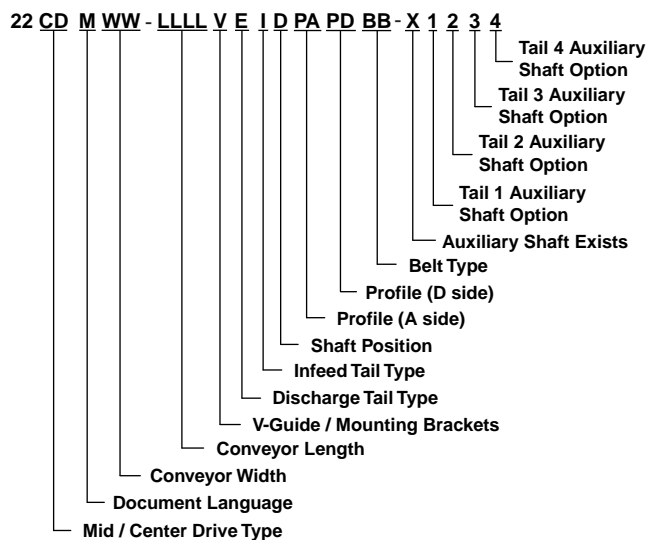 22 CD M WW - LLLL V E I D PA PD BB - X 1 2 3 4
Tail 4 Auxiliary
Shaft Option
Tail 3 Auxiliary
Shaft Option
Tail 2 Auxiliary
Shaft Option
Tail 1 Auxiliary
Shaft Option
Auxiliary Shaft Exists
Belt Type
Profile (D side)
Profile (A side)
Shaft Position
Infeed Tail Type
Discharge Tail Type
V-Guide / Mounting Brackets
Conveyor Length
Conveyor Width
Document Language
Mid / Center Drive Type